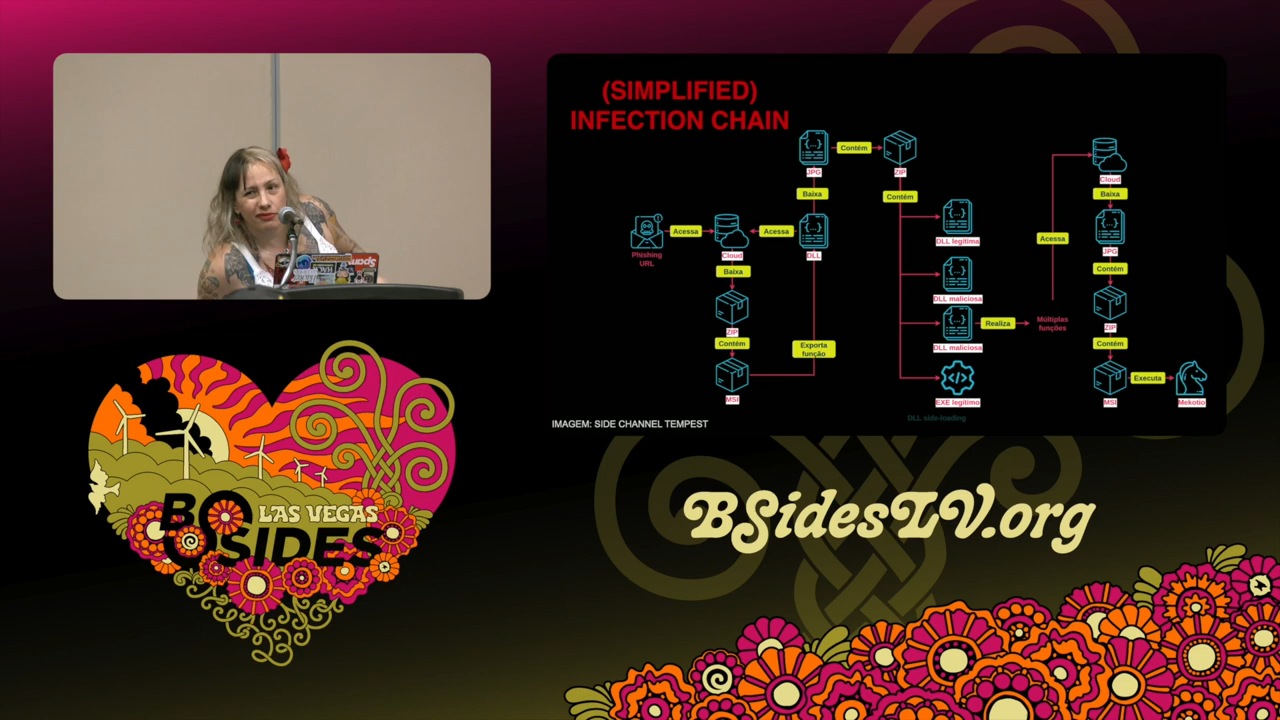 (SIMPLIFIED)
INFECTION CHAIN
JPG
Contém
ZIP
Baixa
Contém
Phishing
URL
Acessa
Cloud
Acessa
DLL
Baixa
ZIP
Contém
MSI
Exporta
função
DLL legítima
DLL maliciosa
DLL maliciosa
EXE legítimo
DLL side-loading
Realiza
Múltiplas
funções
Acessa
Cloud
Baixa
JPG
Contém
ZIP
Contém
MSI
Executa
Mekotio
IMAGEM: SIDE CHANNEL TEMPEST
BSidesLV.org
LAS VEGAS
BSIDES